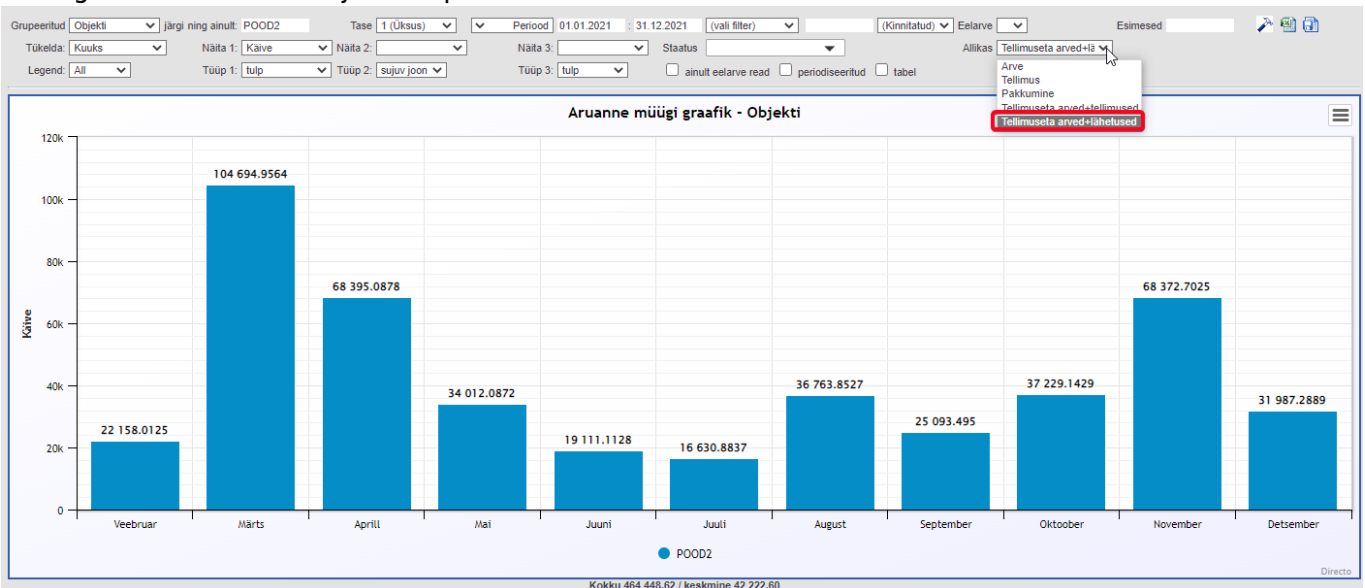 Grupeeritud Objekti järgi ning ainult: POOD2 Tase 1 (Üksus) Periood 01.01.2021 : 31.12.2021 (vali filter) (Kinnitatud) Eelarve Esimesed
Tükelda: Kuuks Näita 1: Käive Näita 2: Näita 3: Staatus Allikas Tellimuseta arved+lä
Legend: All Tüüp 1: tulp Tüüp 2: sujuv joon Tüüp 3: tulp ainult eelarve read periodiseeritud tabel
Arve
Tellimus
Pakkumine
Tellimuseta arved+tellimused
Tellimuseta arved+lähetused
Aruanne müügi graafik - Objekti
120k
100k
80k
60k
40k
20k
0
Käive
22 158.0125
104 694.9564
68 395.0878
34 012.0872
19 111.1128
16 630.8837
36 763.8527
25 093.495
37 229.1429
68 372.7025
31 987.2889
Veebruar Märts Aprill Mai Juuni Juuli August September Oktoober November Detsember
POOD2
Directo
Kokku 464 448.62 / keskmine 42 222.60